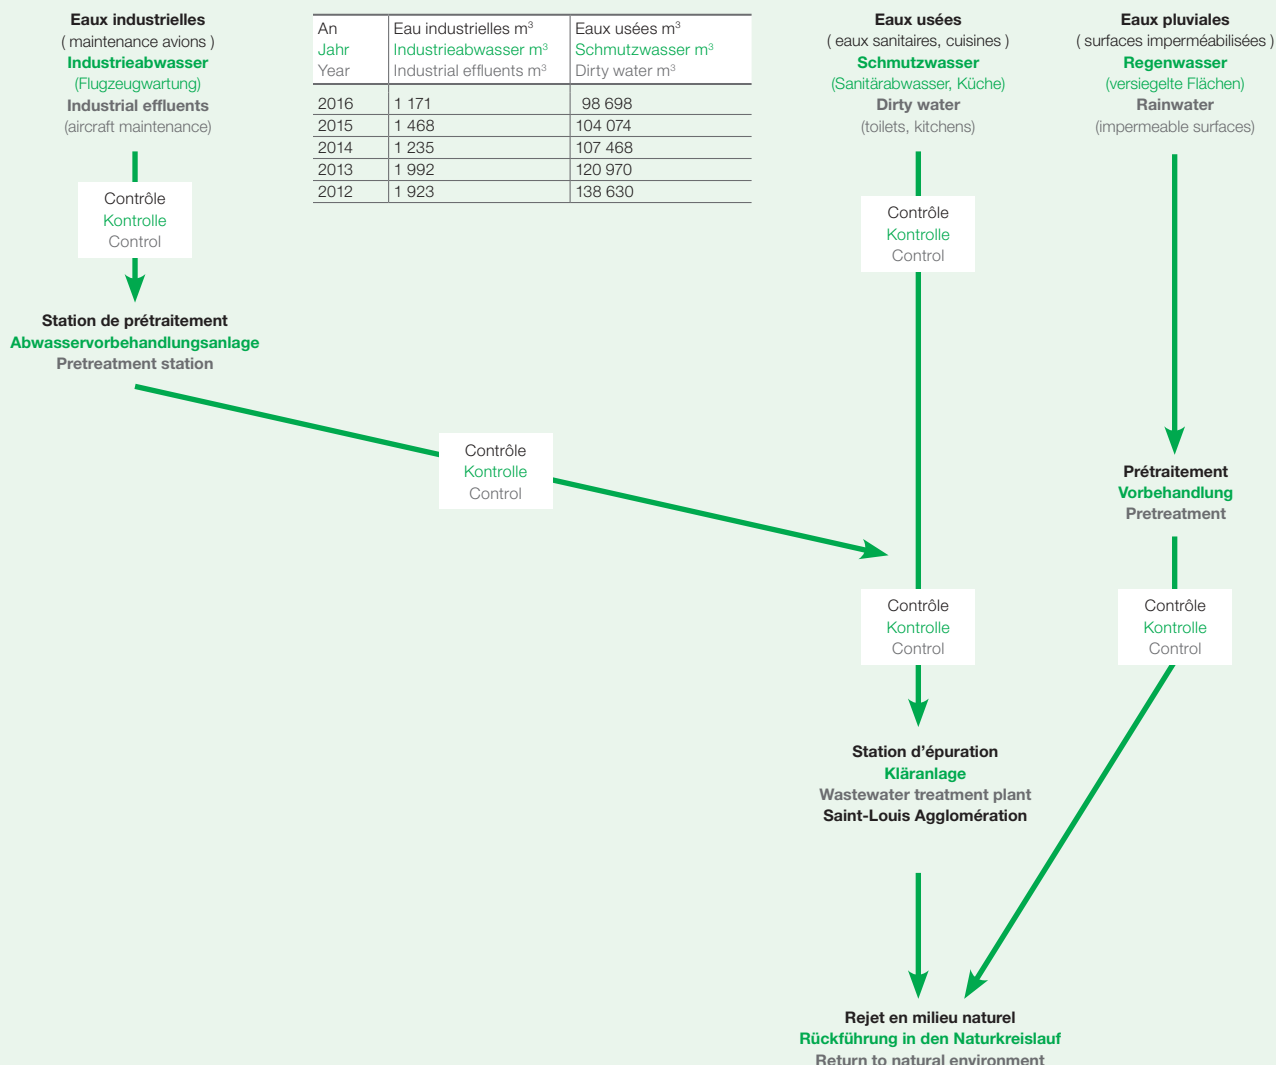 Eaux industrielles
( maintenance avions )
Industrieabwasser
(Flugzeugwartung)
Industrial effluents
(aircraft maintenance)
An Eau industrielles m³ Eaux usées m³
Jahr Industrieabwasser m³ Schmutzwasser m³
Year Industrial effluents m³ Dirty water m³
2016 1 171 98 698
2015 1 468 104 074
2014 1 235 107 468
2013 1 992 120 970
2012 1 923 138 630
Eaux usées
( eaux sanitaires, cuisines )
Schmutzwasser
(Sanitärabwasser, Küche)
Dirty water
(toilets, kitchens)
Eaux pluviales
( surfaces imperméabilisées )
Regenwasser
(versiegelte Flächen)
Rainwater
(impermeable surfaces)
Contrôle
Kontrolle
Control
Contrôle
Kontrolle
Control
Station de prétraitement
Abwasservorbehandlungsanlage
Pretreatment station
Contrôle
Kontrolle
Control
Prétraitement
Vorbehandlung
Pretreatment
Contrôle
Kontrolle
Control
Contrôle
Kontrolle
Control
Station d'épuration
Kläranlage
Wastewater treatment plant
Saint-Louis Agglomération
Rejet en milieu naturel
Rückführung in den Naturkreislauf
Return to natural environment